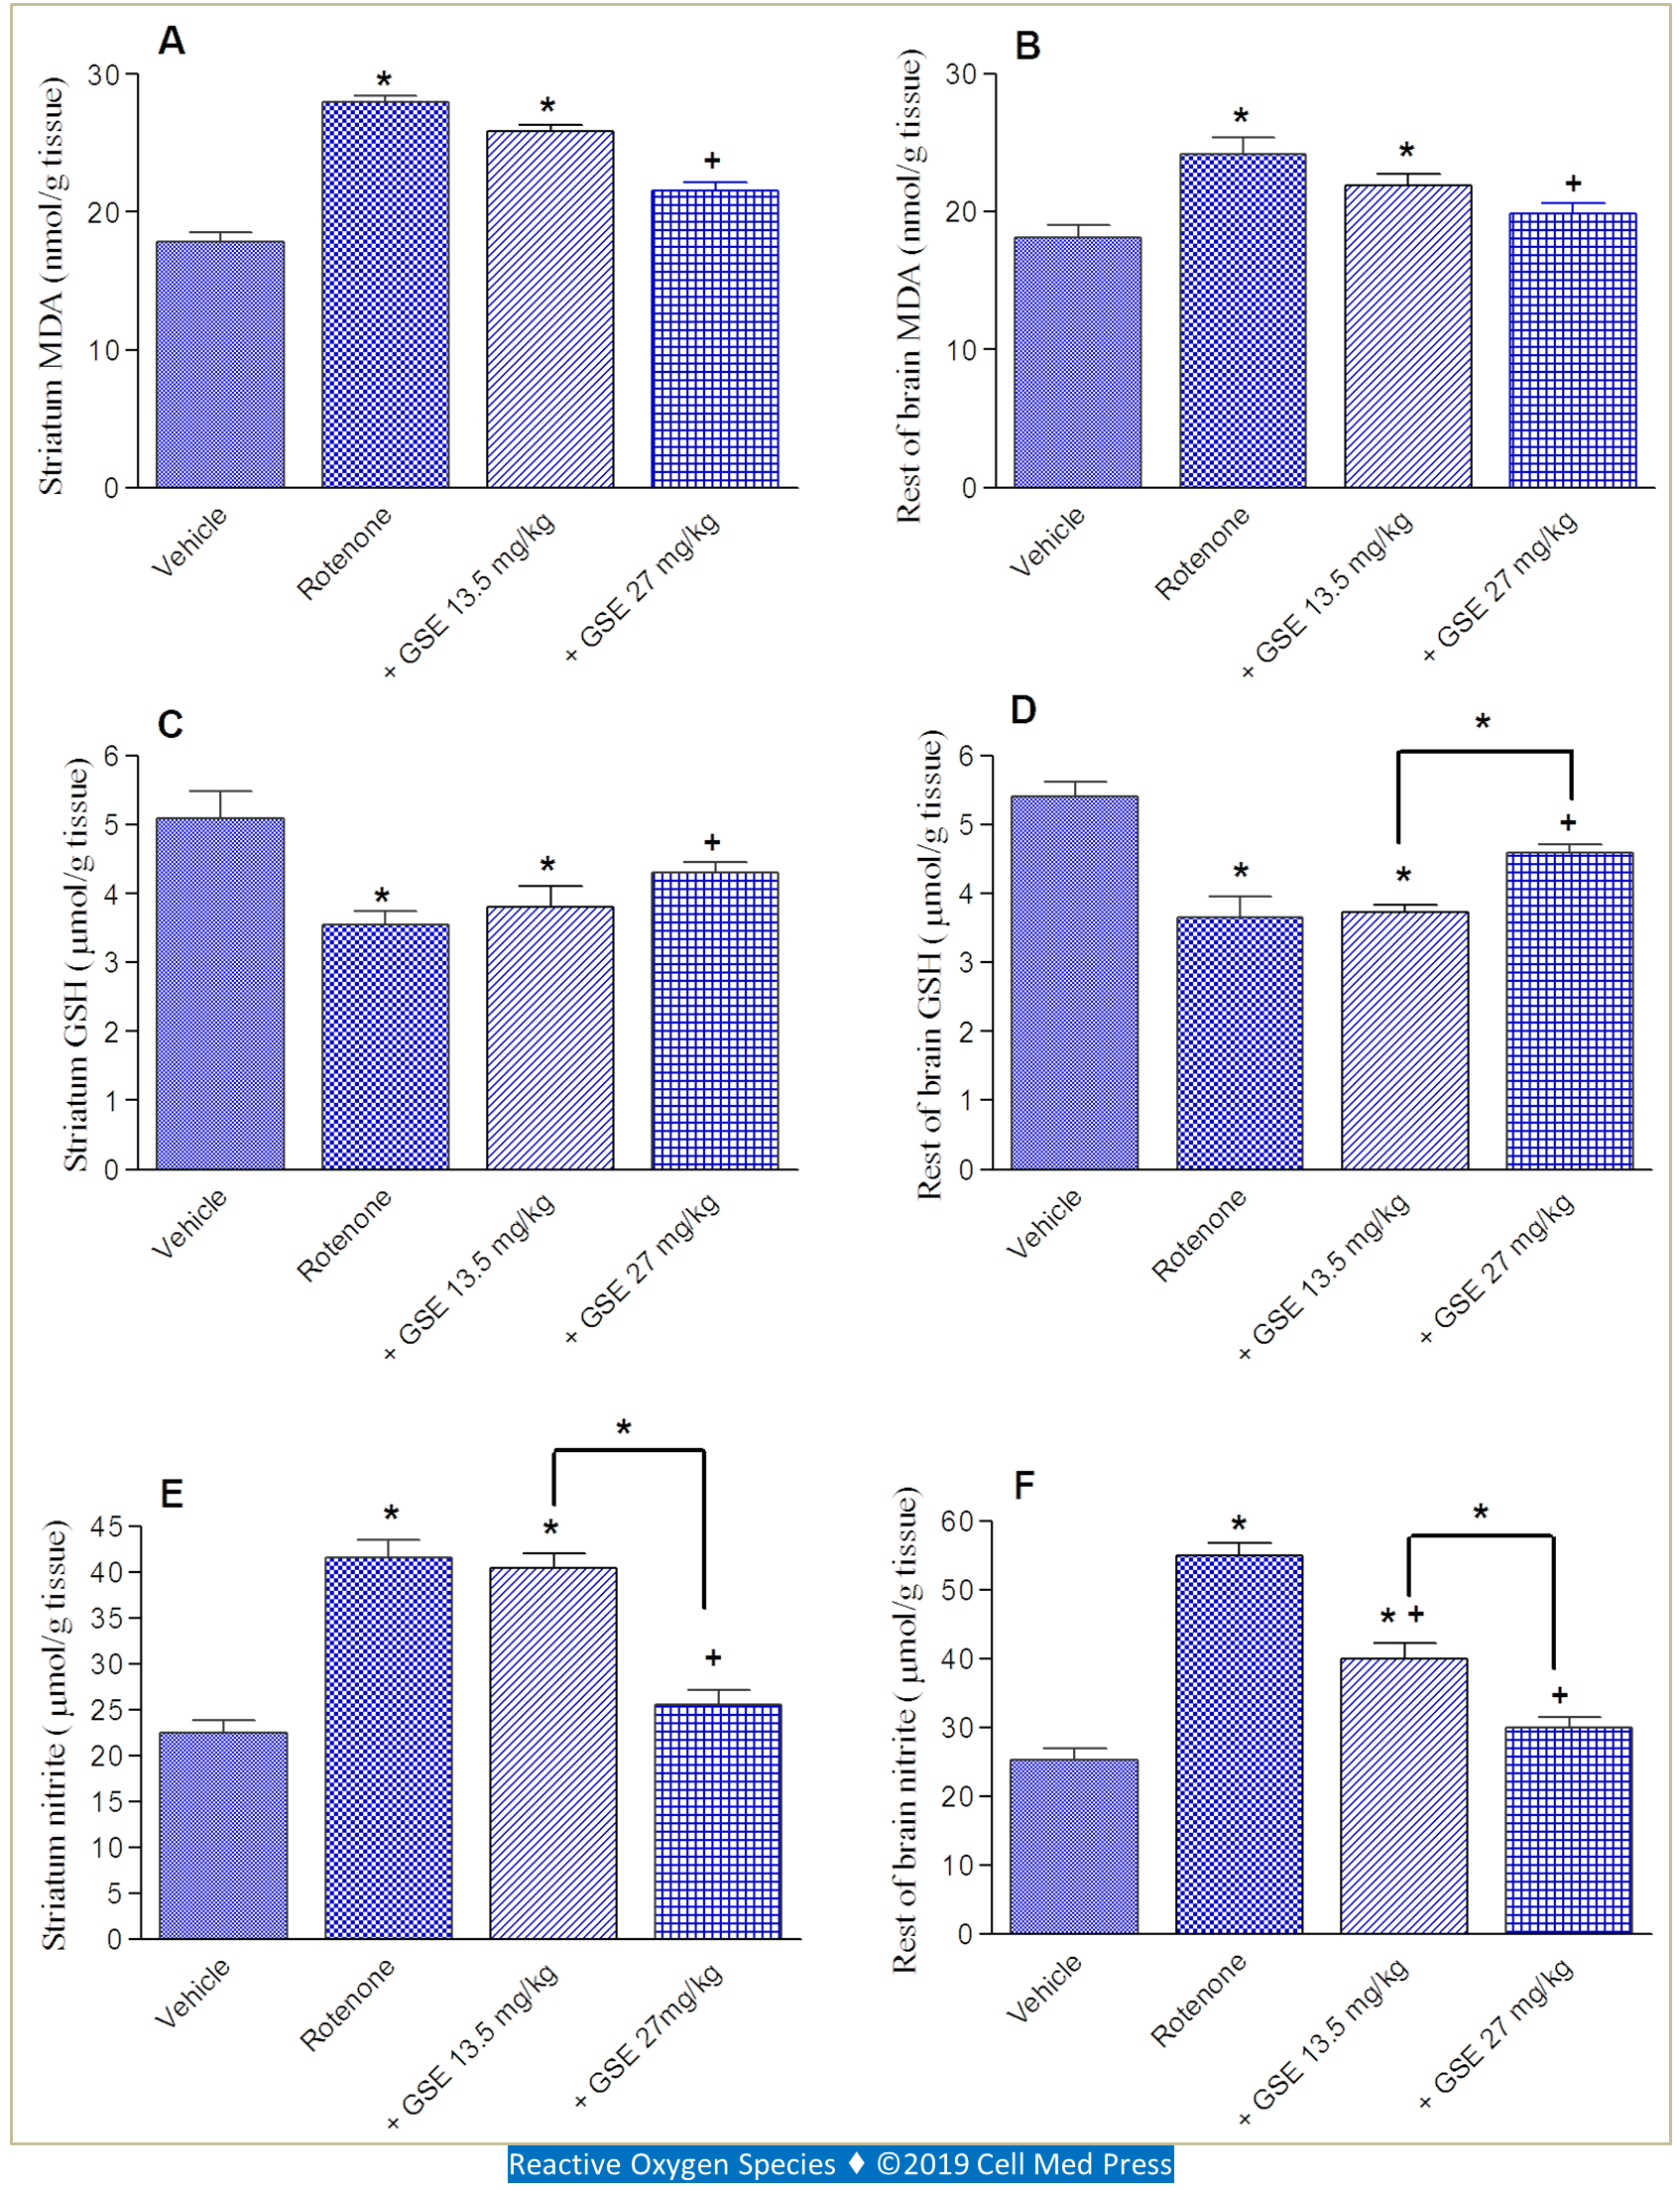 A
Striatum MDA (nmol/g tissue)
30
20
10
0
*
*
+
Vehicle
Rotenone
+ GSE 13.5 mg/kg
+ GSE 27 mg/kg
B
Rest of brain MDA (nmol/g tissue)
30
20
10
0
*
*
+
Vehicle
Rotenone
+ GSE 13.5 mg/kg
+ GSE 27 mg/kg
C
Striatum GSH ( µmol/g tissue)
6
5
4
3
2
1
0
*
*
+
Vehicle
Rotenone
+ GSE 13.5 mg/kg
+ GSE 27 mg/kg
D
Rest of brain GSH ( µmol/g tissue)
6
5
4
3
2
1
0
*
*
*
+
Vehicle
Rotenone
+ GSE 13.5 mg/kg
+ GSE 27 mg/kg
E
Striatum nitrite ( µmol/g tissue)
45
40
35
30
25
20
15
10
5
0
*
*
*
+
Vehicle
Rotenone
+ GSE 13.5 mg/kg
+ GSE 27mg/kg
F
Rest of brain nitrite ( µmol/g tissue)
60
50
40
30
20
10
0
*
*
* +
+
Vehicle
Rotenone
+ GSE 13.5 mg/kg
+ GSE 27 mg/kg
Reactive Oxygen Species ♦ ©2019 Cell Med Press